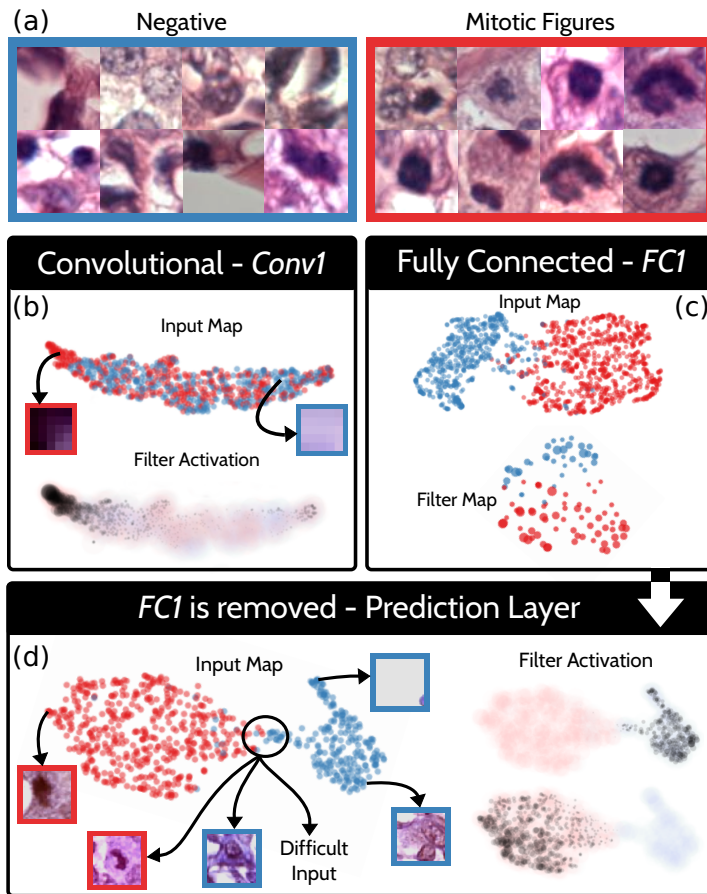 (a)
Negative
Mitotic Figures
Convolutional - Conv1
(b)
Input Map
Filter Activation
Fully Connected - FC1
Input Map
(c)
Filter Map
FC1 is removed - Prediction Layer
(d)
Input Map
Difficult
Input
Filter Activation